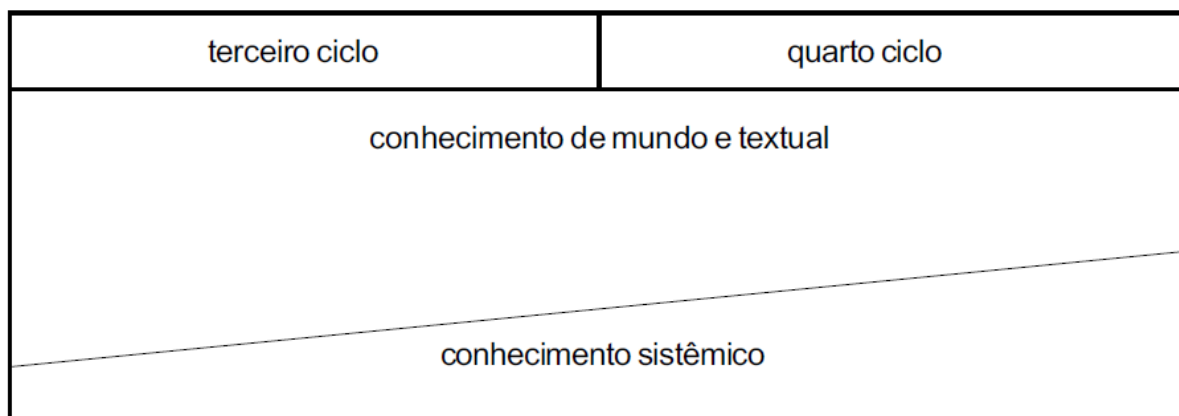 terceiro ciclo
quarto ciclo
conhecimento de mundo e textual
conhecimento sistêmico